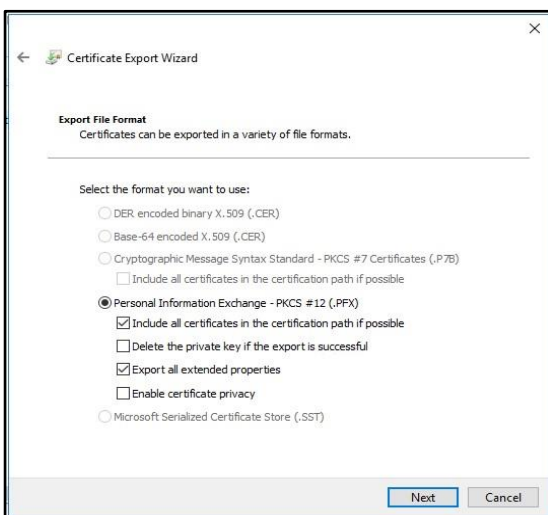 Certificate Export Wizard
Export File Format
Certificates can be exported in a variety of file formats.
Select the format you want to use:
DER encoded binary X.509 (.CER)
Base-64 encoded X.509 (.CER)
Cryptographic Message Syntax Standard - PKCS #7 Certificates (.P7B)
Include all certificates in the certification path if possible
Personal Information Exchange - PKCS #12 (.PFX)
Include all certificates in the certification path if possible
Delete the private key if the export is successful
Export all extended properties
Enable certificate privacy
Microsoft Serialized Certificate Store (.SST)
Next Cancel